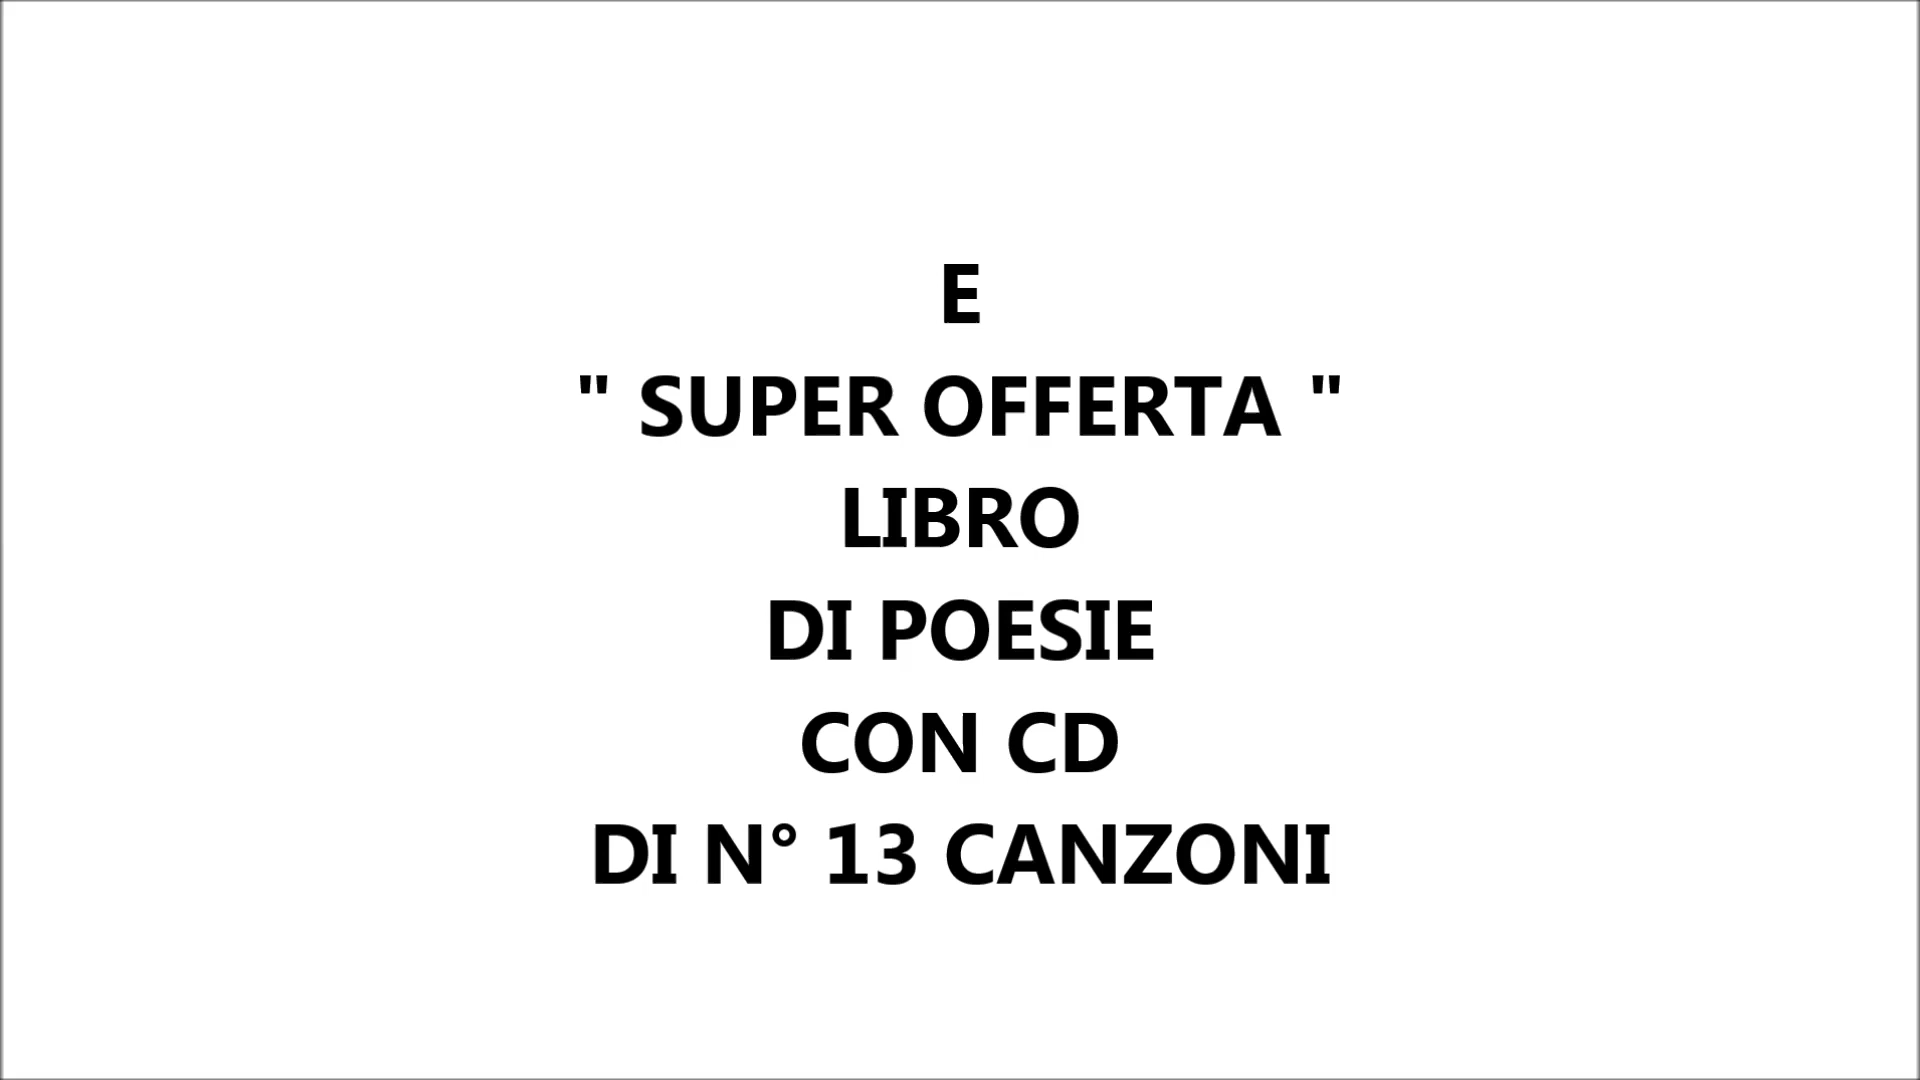 E
" SUPER OFFERTA "
LIBRO
DI POESIE
CON CD
DI N° 13 CANZONI